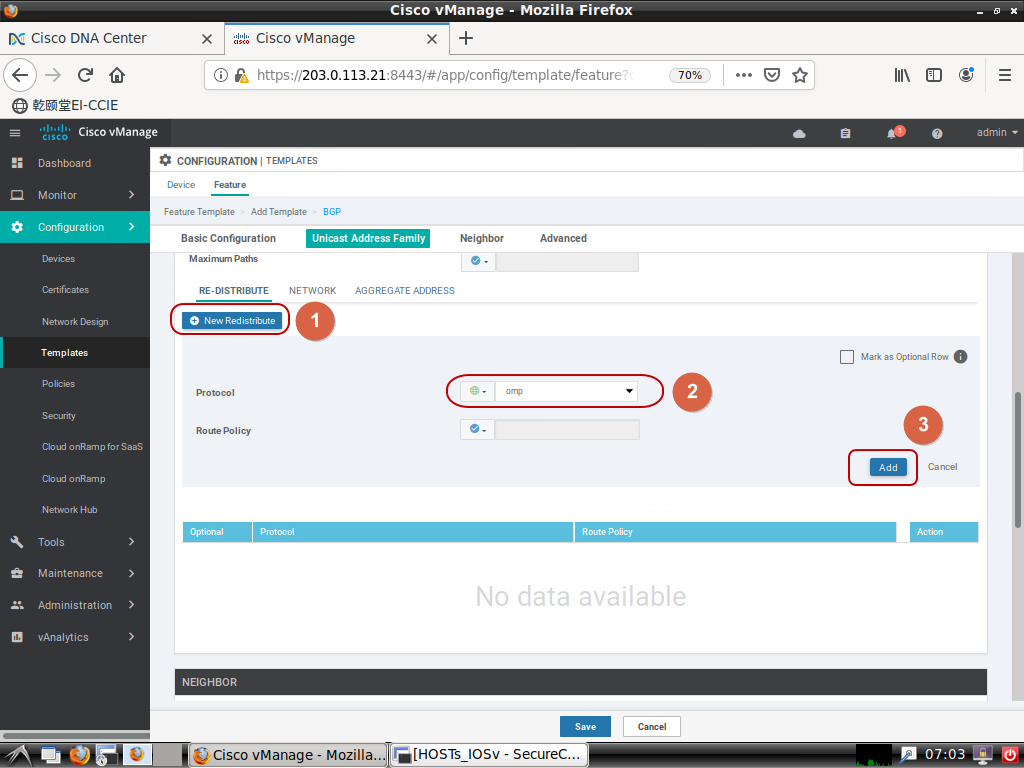 Cisco vManage - Mozilla Firefox
Cisco DNA Center
Cisco vManage
https://203.0.113.21:8443/#/app/config/template/feature?
70%
乾颐堂EI-CCIE
cisco
Cisco vManage
admin
Dashboard
Monitor
Configuration
Devices
Certificates
Network Design
Templates
Policies
Security
Cloud onRamp for SaaS
Cloud onRamp
Network Hub
Tools
Maintenance
Administration
vAnalytics
CONFIGURATION | TEMPLATES
Device Feature
Feature Template > Add Template > BGP
Basic Configuration Unicast Address Family Neighbor Advanced
Maximum Paths
RE-DISTRIBUTE NETWORK AGGREGATE ADDRESS
New Redistribute 1
Mark as Optional Row
Protocol omp 2
Route Policy
3
Add Cancel
Optional Protocol Route Policy Action
No data available
NEIGHBOR
Save Cancel
Cisco vManage - Mozilla...
[HOSTs_IOSv - SecureC...
07:03